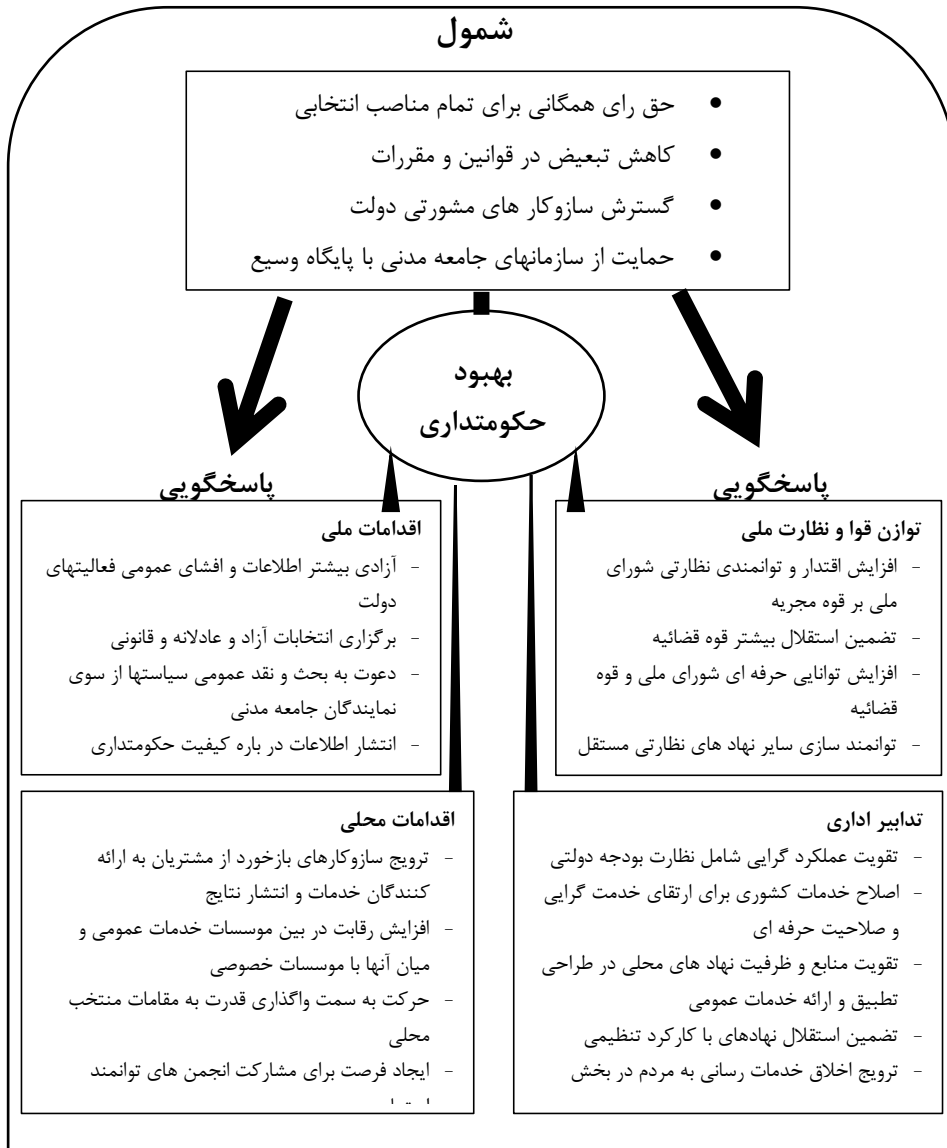 شمول
• حق رای همگانی برای تمام مناصب انتخابی
• کاهش تبعیض در قوانین و مقررات
• گسترش سازوکار های مشورتی دولت
• حمایت از سازمانهای جامعه مدنی با پایگاه وسیع
بهبود
حکومتداری
پاسخگویی
توازن قوا و نظارت ملی
- افزایش اقتدار و توانمندی نظارتی شورای
ملی بر قوه مجریه
- تضمین استقلال بیشتر قوه قضائیه
- افزایش توانایی حرفه ای شورای ملی و قوه
قضائیه
- توانمند سازی سایر نهاد های نظارتی مستقل
پاسخگویی
اقدامات ملی
- آزادی بیشتر اطلاعات و افشای عمومی فعالیتهای
دولت
- برگزاری انتخابات آزاد و عادلانه و قانونی
- دعوت به بحث و نقد عمومی سیاستها از سوی
نمایندگان جامعه مدنی
- انتشار اطلاعات در باره کیفیت حکومتداری
تدابیر اداری
- تقویت عملکرد گرایی شامل نظارت بودجه دولتی
- اصلاح خدمات کشوری برای ارتقای خدمت گرایی
و صلاحیت حرفه ای
- تقویت منابع و ظرفیت نهاد های محلی در طراحی
تطبیق و ارائه خدمات عمومی
- تضمین استقلال نهادهای با کارکرد تنظیمی
- ترویج اخلاق خدمات رسانی به مردم در بخش
اقدامات محلی
- ترویج سازوکارهای بازخورد از مشتریان به ارائه
کنندگان خدمات و انتشار نتایج
- افزایش رقابت در بین موسسات خدمات عمومی و
میان آنها با موسسات خصوصی
- حرکت به سمت واگذاری قدرت به مقامات منتخب
محلی
- ایجاد فرصت برای مشارکت انجمن های توانمند